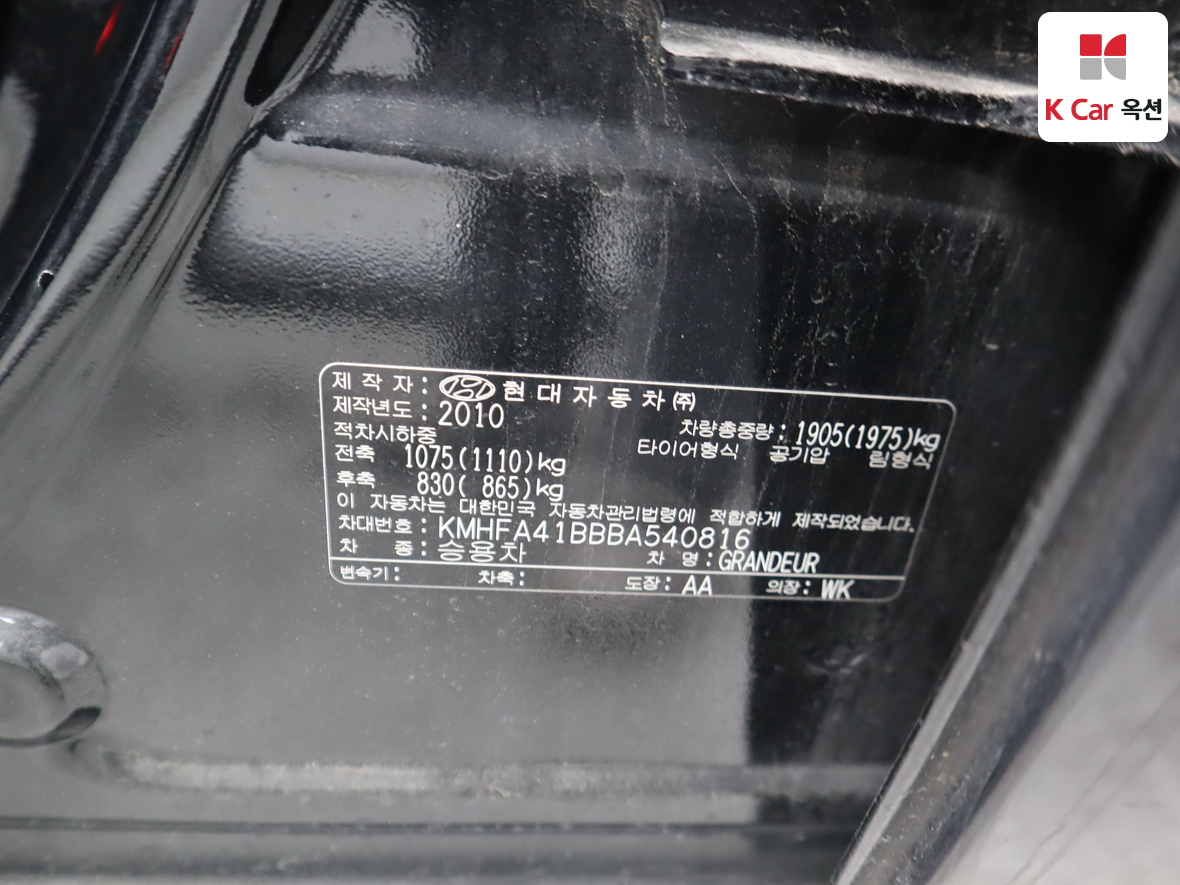 K Car 옥션
제 작 자 : 현 대 자 동 차 ㈜
제작년도 : 2010
차량총중량 : 1905(1975)kg
적차시하중
타이어형식 공기압 림형식
전축 1075(1110)kg
후축 830( 865)kg
이 자동차는 대한민국 자동차관리법령에 적합하게 제작되었습니다.
차대번호 : KMHFA41BBBA540816
차 종 : 승용차 차 명 : GRANDEUR
변속기 : 차축 : 도장 : AA 의장 : WK